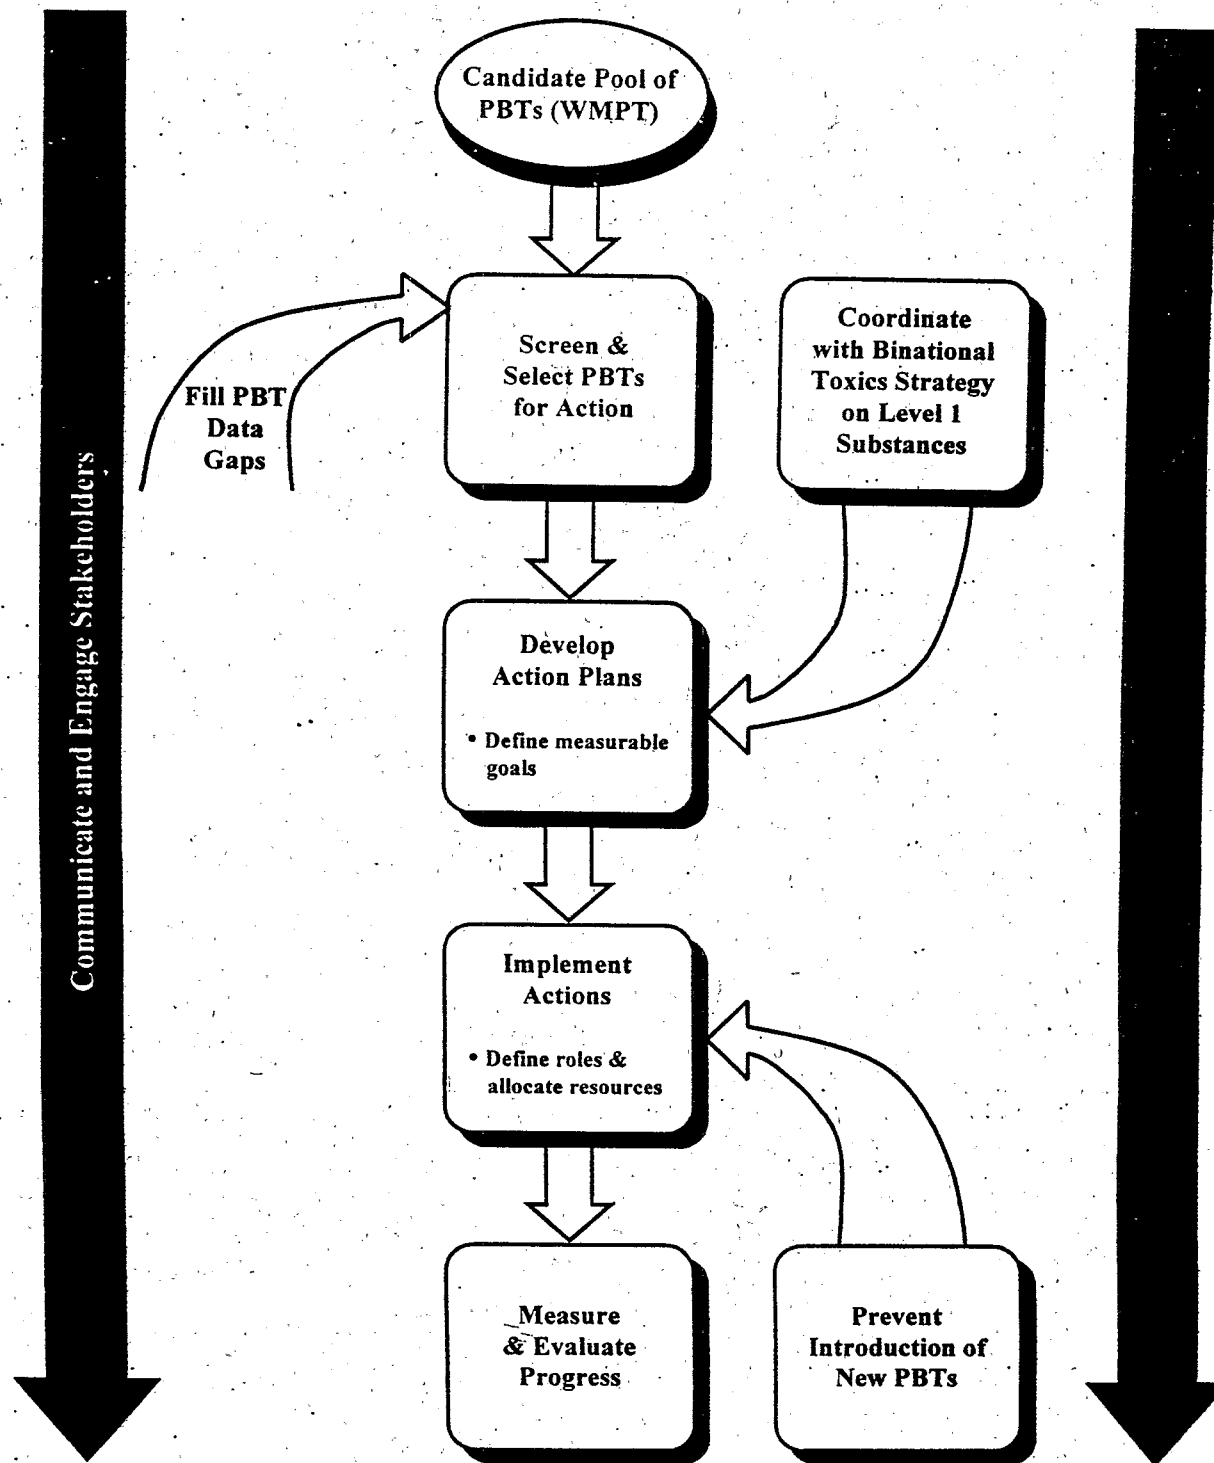 Candidate Pool of
PBTs (WMPT)
Screen &
Select PBTs
for Action
Coordinate
with Binational
Toxics Strategy
on Level 1
Substances
Fill PBT
Data
Gaps
Communicate and Engage Stakeholders
Develop
Action Plans
• Define measurable
goals
Implement
Actions
• Define roles &
allocate resources
Measure
& Evaluate
Progress
Prevent
Introduction of
New PBTs